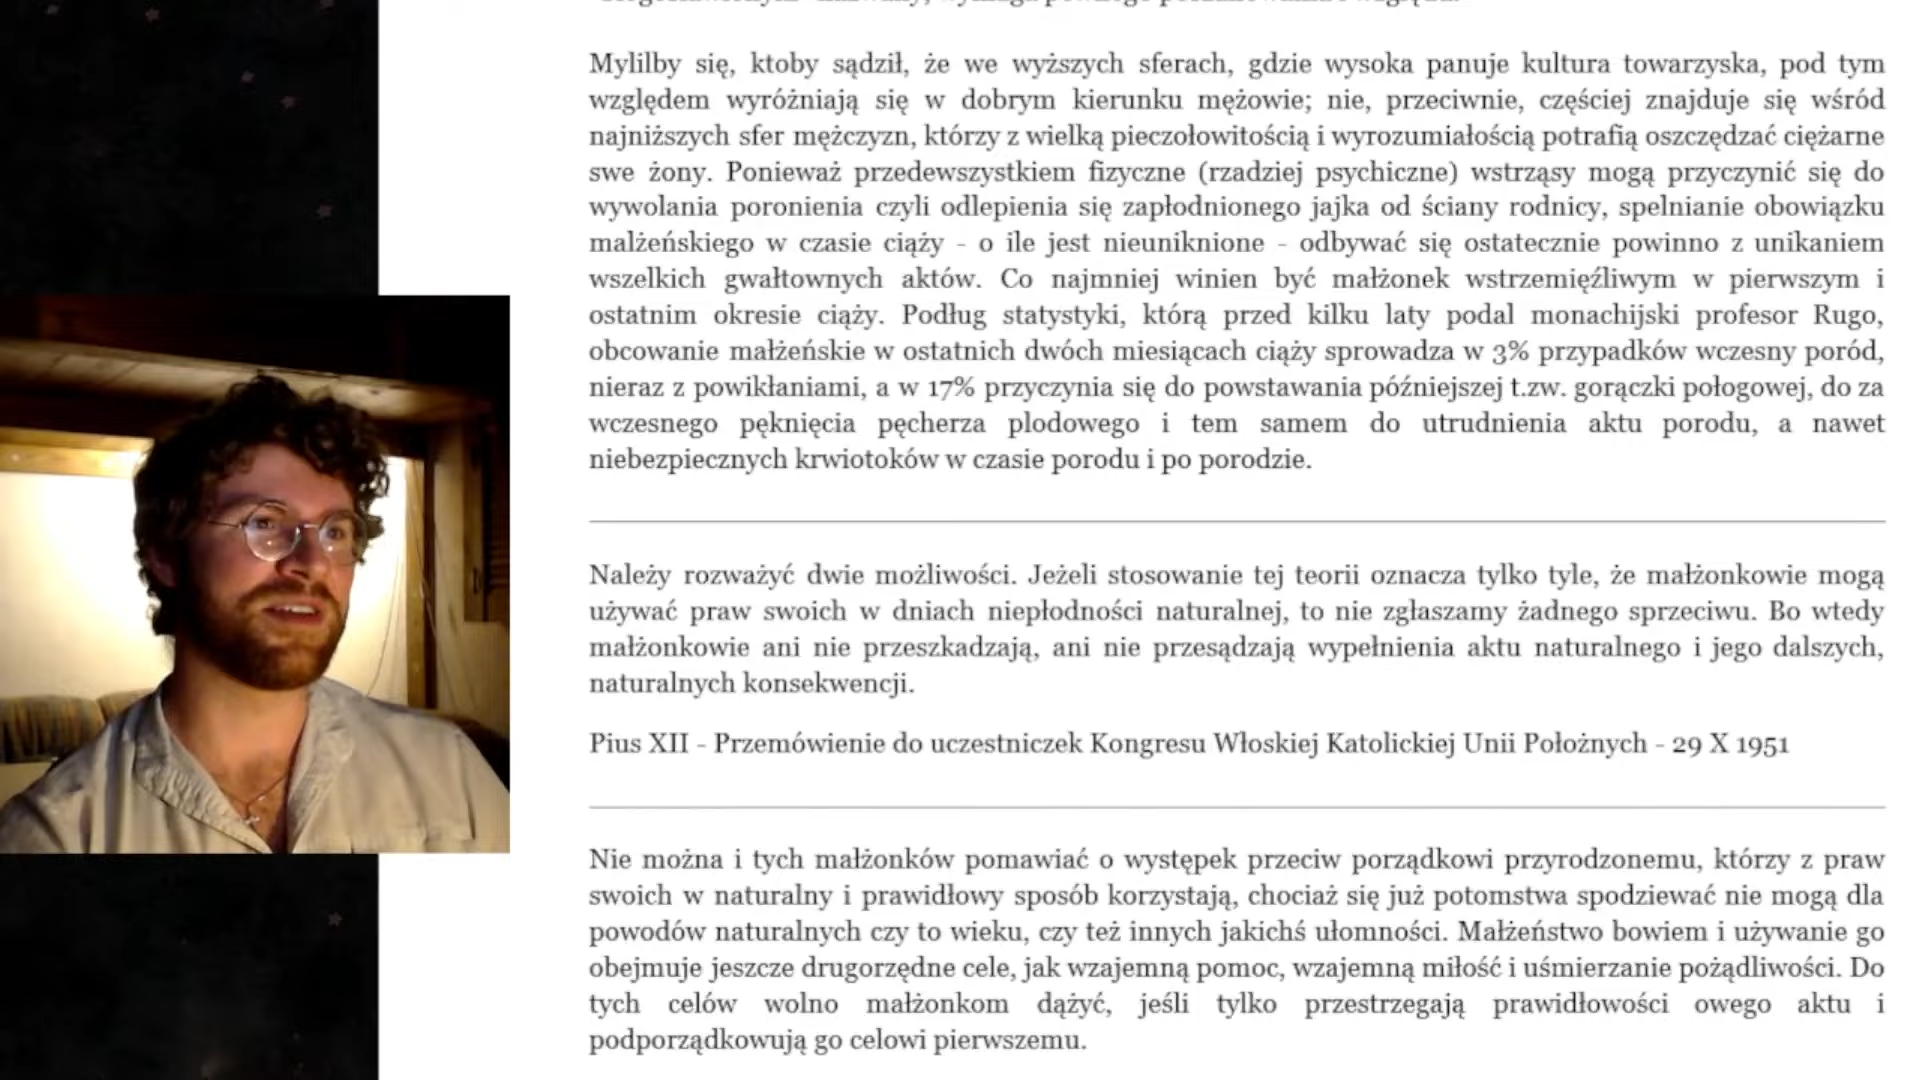 Mylilby się, ktoby sądził, że we wyższych sferach, gdzie wysoka panuje kultura towarzyska, pod tym
względem wyróżniają się w dobrym kierunku mężowie; nie, przeciwnie, częściej znajduje się wśród
najniższych sfer mężczyzn, którzy z wielką pieczołowitością i wyrozumiałością potrafią oszczędzać ciężarne
swe żony. Ponieważ przedewszystkiem fizyczne (rzadziej psychiczne) wstrząsy mogą przyczynić się do
wywolania poronienia czyli odlepienia się zapłodnionego jajka od ściany rodnicy, spelnianie obowiązku
malżeńskiego w czasie ciąży - o ile jest nieuniknione - odbywać się ostatecznie powinno z unikaniem
wszelkich gwałtownych aktów. Co najmniej winien być małżonek wstrzemięźliwym w pierwszym i
ostatnim okresie ciąży. Podług statystyki, którą przed kilku laty podal monachijski profesor Rugo,
obcowanie małżeńskie w ostatnich dwóch miesiącach ciąży sprowadza w 3% przypadków wczesny poród,
nieraz z powikłaniami, a w 17% przyczynia się do powstawania późniejszej t.zw. gorączki połogowej, do za
wczesnego pęknięcia pęcherza plodowego i tem samem do utrudnienia aktu porodu, a nawet
niebezpiecznych krwiotoków w czasie porodu i po porodzie.
Należy rozważyć dwie możliwości. Jeżeli stosowanie tej teorii oznacza tylko tyle, że małżonkowie mogą
używać praw swoich w dniach niepłodności naturalnej, to nie zgłaszamy żadnego sprzeciwu. Bo wtedy
małżonkowie ani nie przeszkadzają, ani nie przesądzają wypełnienia aktu naturalnego i jego dalszych,
naturalnych konsekwencji.
Pius XII - Przemówienie do uczestniczek Kongresu Włoskiej Katolickiej Unii Położnych - 29 X 1951
Nie można i tych małżonków pomawiać o występek przeciw porządkowi przyrodzonemu, którzy z praw
swoich w naturalny i prawidłowy sposób korzystają, chociaż się już potomstwa spodziewać nie mogą dla
powodów naturalnych czy to wieku, czy też innych jakichś ułomności. Małżeństwo bowiem i używanie go
obejmuje jeszcze drugorzędne cele, jak wzajemną pomoc, wzajemną miłość i uśmierzanie pożądliwości. Do
tych celów wolno małżonkom dążyć, jeśli tylko przestrzegają prawidłowości owego aktu i
podporządkowują go celowi pierwszemu.